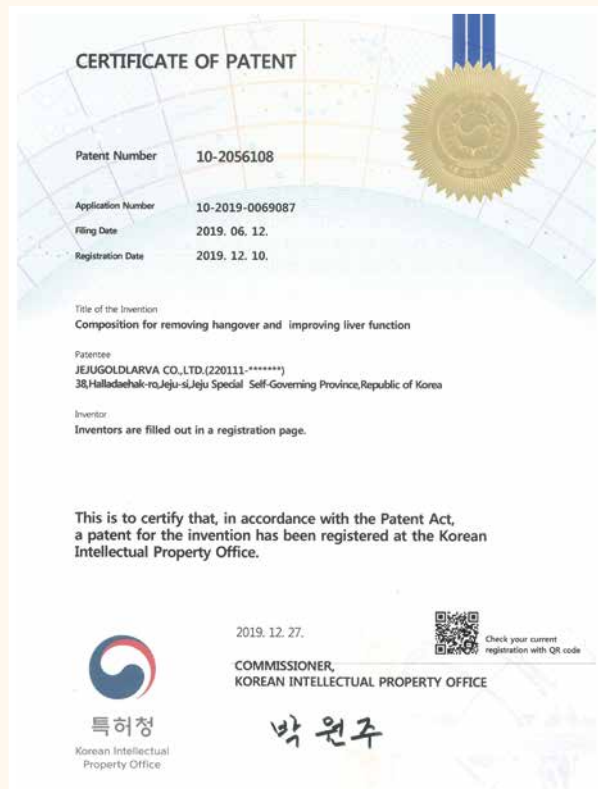 CERTIFICATE OF PATENT
Patent Number 10-2056108
Application Number 10-2019-0069087
Filing Date 2019. 06. 12.
Registration Date 2019. 12. 10.
Title of the Invention
Composition for removing hangover and improving liver function
Patentee
JEJUGOLDLARVA CO.,LTD.(220111-*******)
38,Halladaehak-ro,Jeju-si,Jeju Special Self-Governing Province,Republic of Korea
Inventor
Inventors are filled out in a registration page.
This is to certify that, in accordance with the Patent Act,
a patent for the invention has been registered at the Korean
Intellectual Property Office.
2019. 12. 27.
Check your current
registration with QR code
COMMISSIONER,
KOREAN INTELLECTUAL PROPERTY OFFICE
박원주
특허청
Korean Intellectual
Property Office